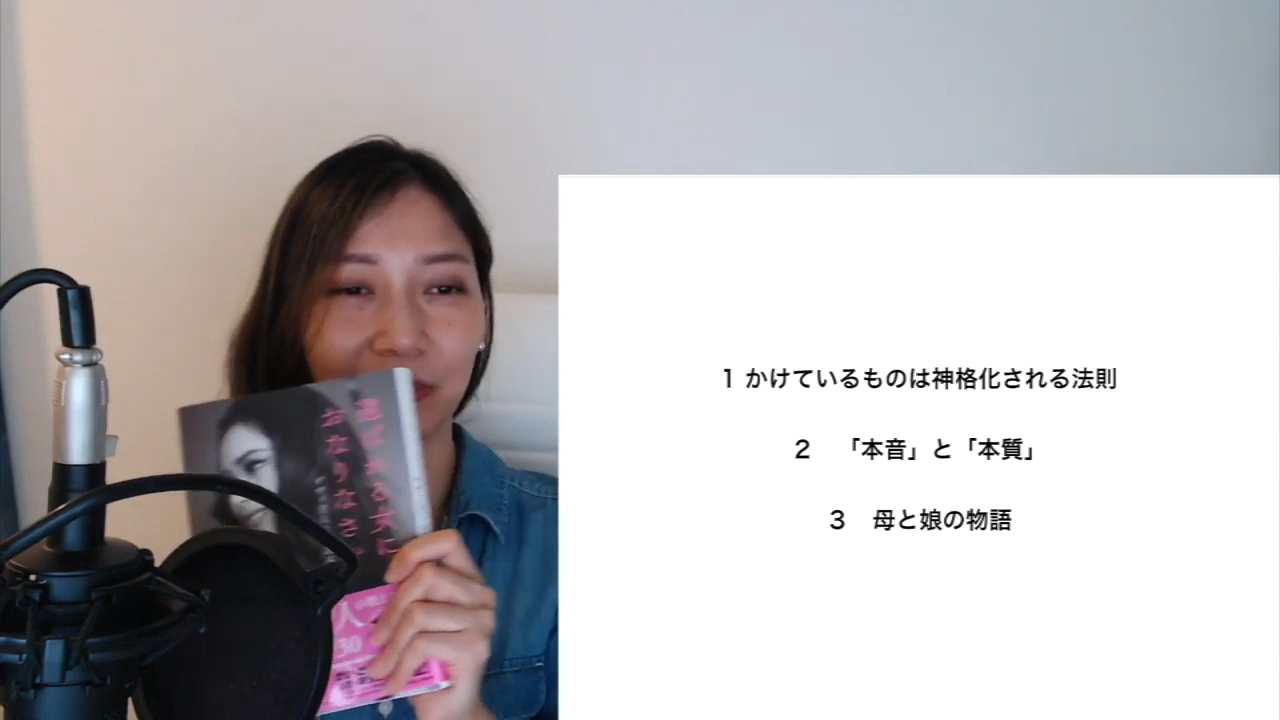 選ばれる女に
おなりなさい
人
30
1 かけているものは神格化される法則
2 「本音」と「本質」
3 母と娘の物語